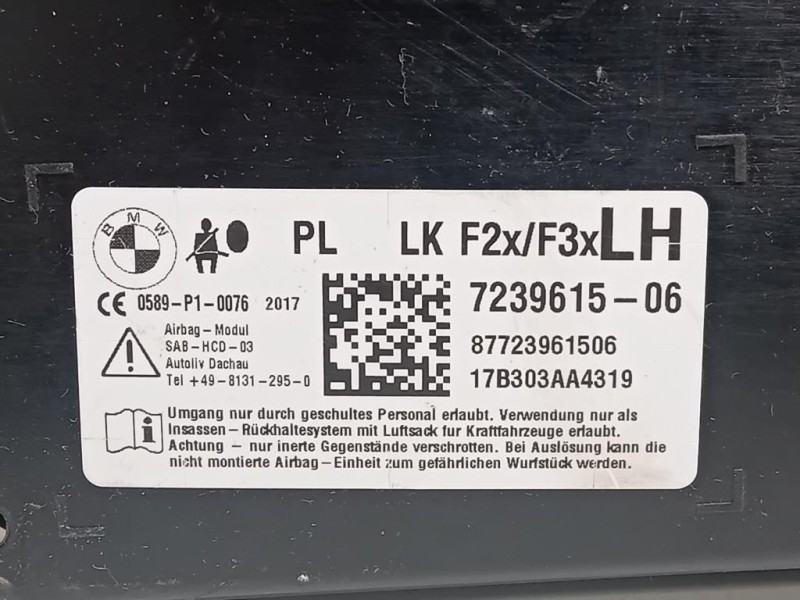 BMW
PL LK F2x/F3x LH
CE 0589-P1-0076 2017
7239615-06
Airbag-Modul
SAB-HCD-03
Autoliv Dachau
Tel +49-8131-295-0
87723961506
17B303AA4319
Umgang nur durch geschultes Personal erlaubt. Verwendung nur als
Insassen-Rückhaltesystem mit Luftsack für Kraftfahrzeuge erlaubt.
Achtung - nur inerte Gegenstände verschrotten. Bei Auslösung kann die
nicht montierte Airbag-Einheit zum gefährlichen Wurfstück werden.